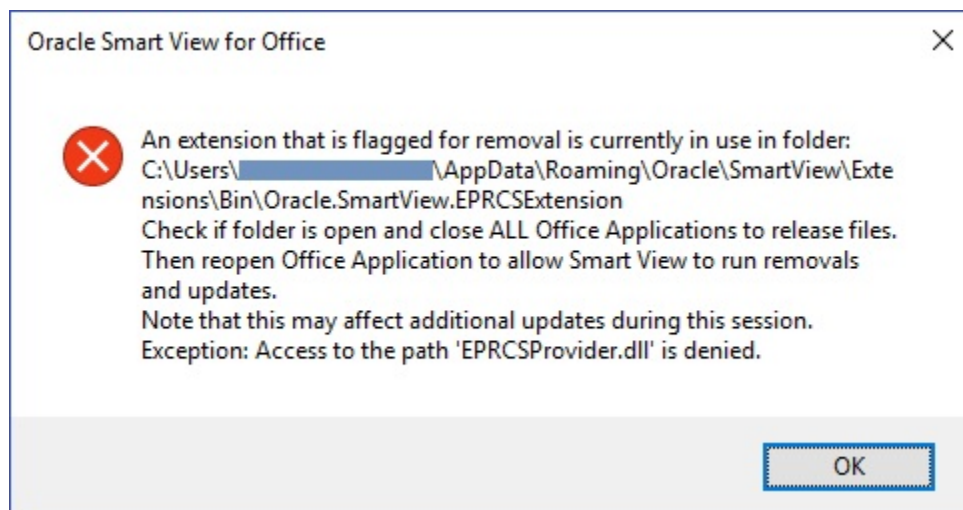 Oracle Smart View for Office
An extension that is flagged for removal is currently in use in folder:
C:\Users\ \AppData\Roaming\Oracle\SmartView\Exte
nsions\Bin\Oracle.SmartView.EPRCSExtension
Check if folder is open and close ALL Office Applications to release files.
Then reopen Office Application to allow Smart View to run removals
and updates.
Note that this may affect additional updates during this session.
Exception: Access to the path 'EPRCSProvider.dll' is denied.
OK